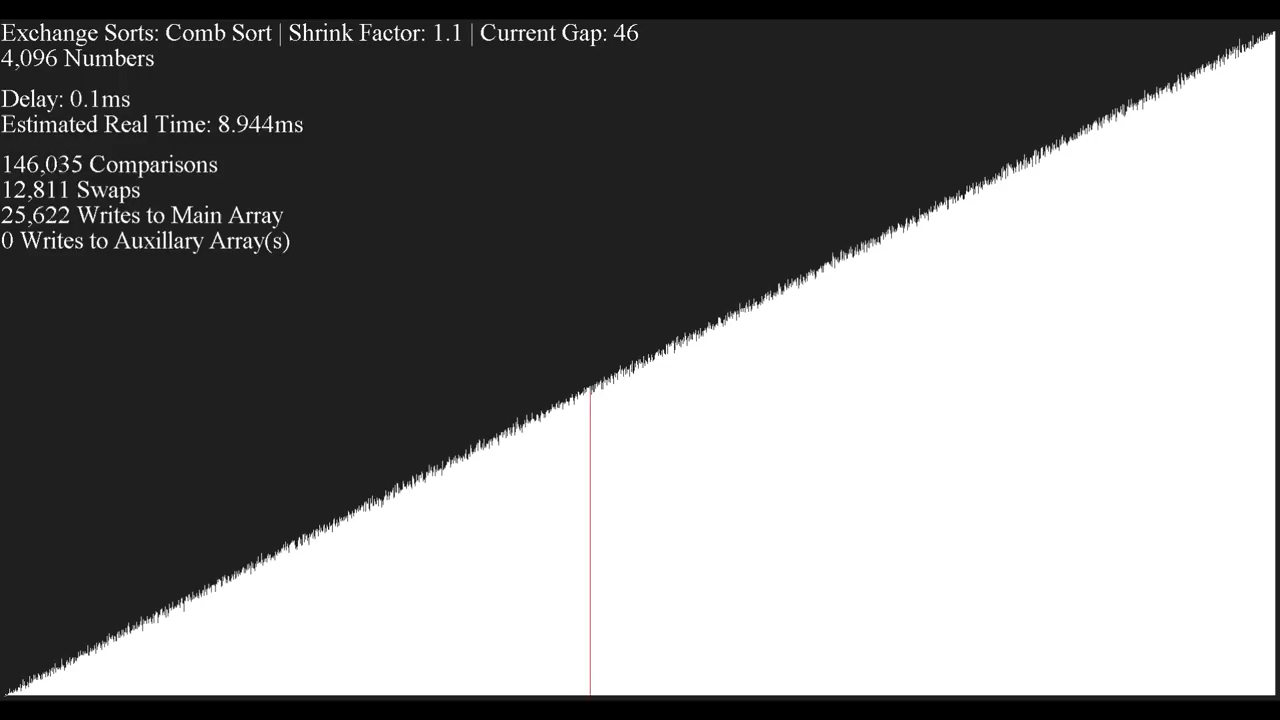 Exchange Sorts: Comb Sort | Shrink Factor: 1.1 | Current Gap: 46
4,096 Numbers
Delay: 0.1ms
Estimated Real Time: 8.944ms
146,035 Comparisons
12,811 Swaps
25,622 Writes to Main Array
0 Writes to Auxillary Array(s)